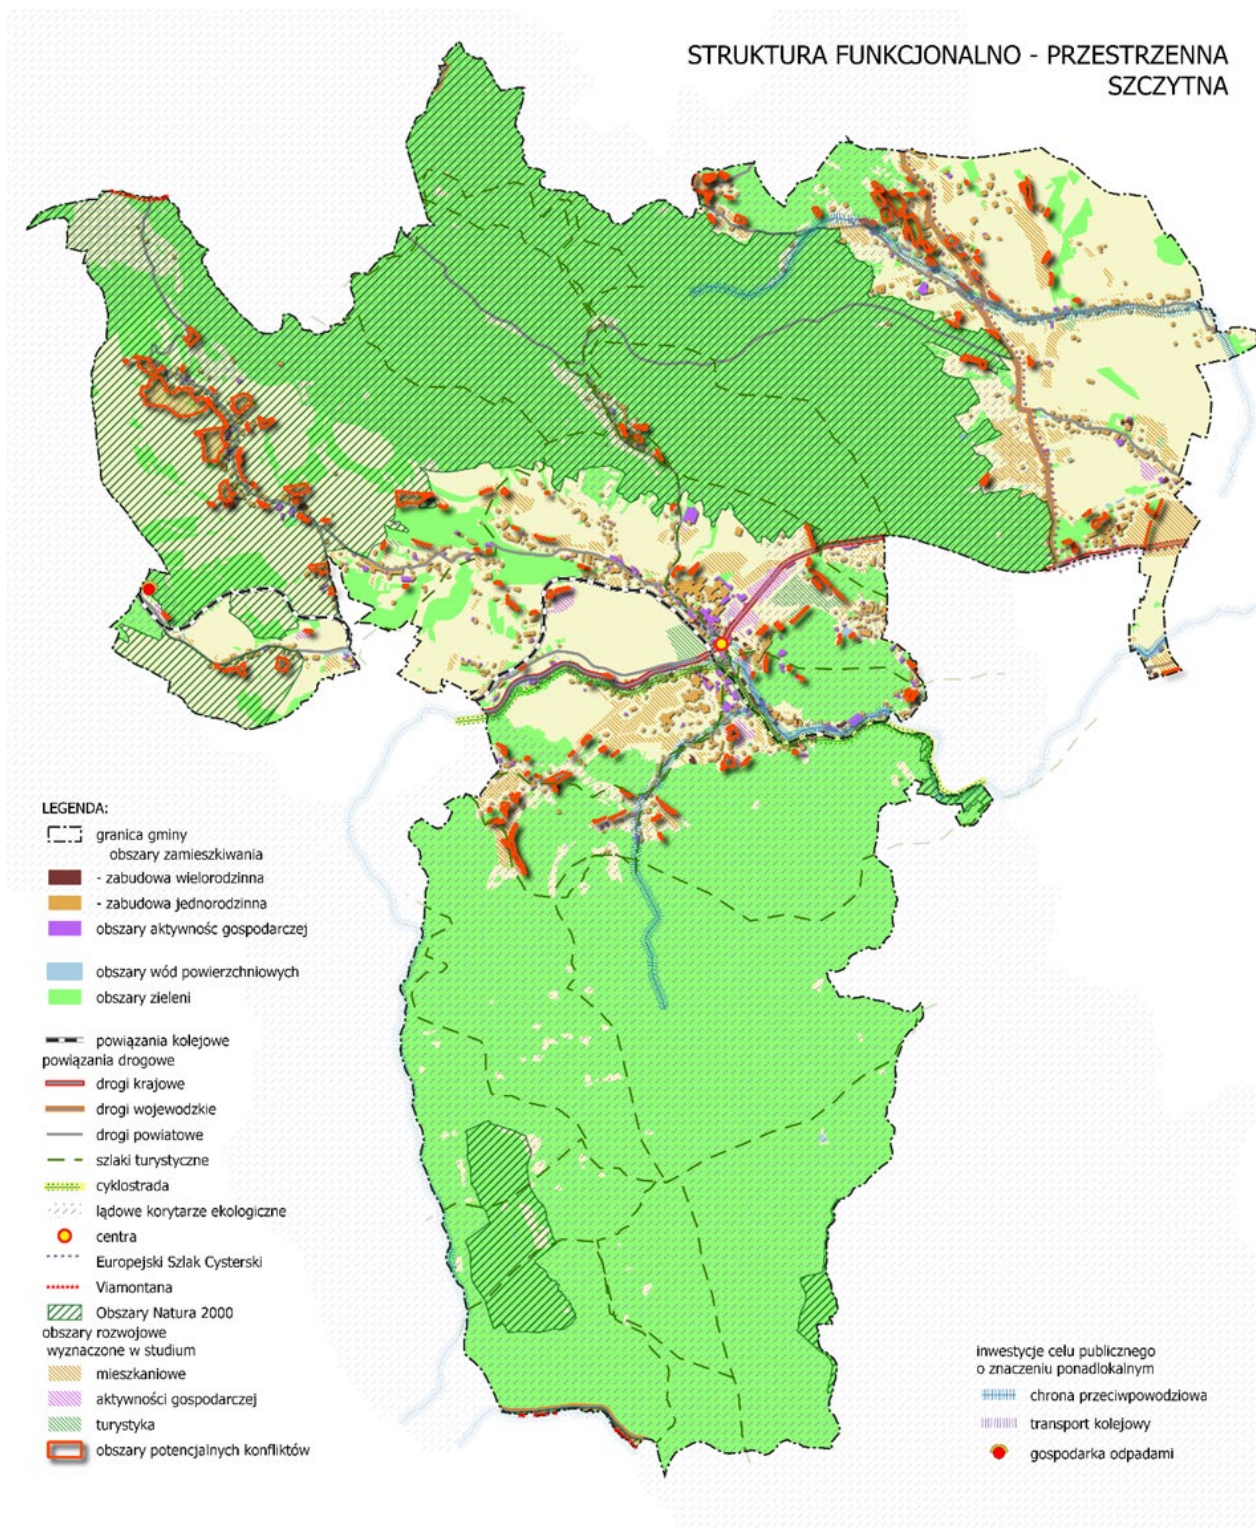 STRUKTURA FUNKCJONALNO - PRZESTRZENNA
SZCZYTNA
LEGENDA:
granica gminy
obszary zamieszkiwania
- zabudowa wielorodzinna
- zabudowa jednorodzinna
obszary aktywnośc gospodarczej
obszary wód powierzchniowych
obszary zieleni
powiązania kolejowe
powiązania drogowe
drogi krajowe
drogi wojewodzkie
drogi powiatowe
szlaki turystyczne
cyklostrada
lądowe korytarze ekologiczne
centra
Europejski Szlak Cysterski
Viamontana
Obszary Natura 2000
obszary rozwojowe
wyznaczone w studium
mieszkaniowe
aktywności gospodarczej
turystyka
obszary potencjalnych konfliktów
inwestycje celu publicznego
o znaczeniu ponadlokalnym
chrona przeciwpowodziowa
transport kolejowy
gospodarka odpadami